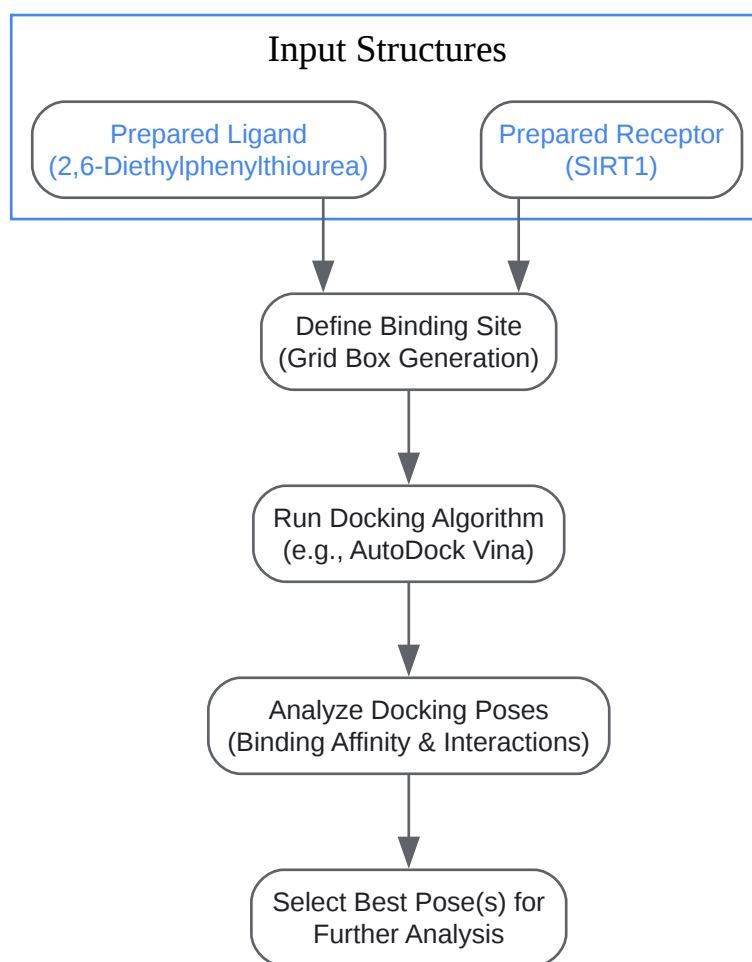 Input Structures
Prepared Ligand
(2,6-Diethylphenylthiourea)
Prepared Receptor
(SIRT1)
Define Binding Site
(Grid Box Generation)
Run Docking Algorithm
(e.g., AutoDock Vina)
Analyze Docking Poses
(Binding Affinity & Interactions)
Select Best Pose(s) for
Further Analysis